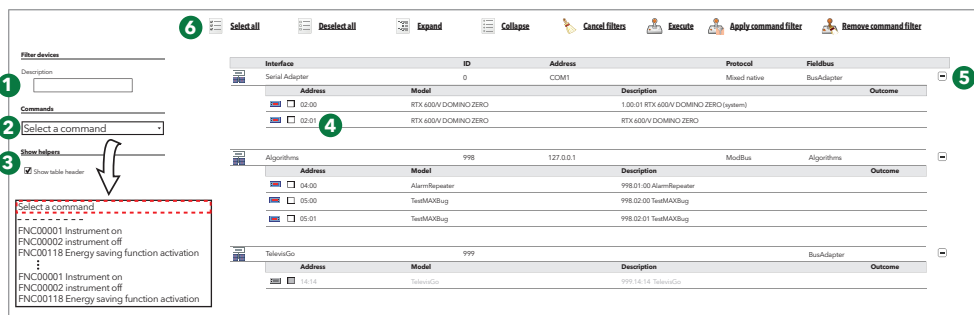 6 Select all Deselect all Expand Collapse Cancel filters Execute Apply command filter Remove command filter
Filter devices
Description
1
Commands
2 Select a command
Show helpers
3 Show table header
Select a command
- - - - - - - - - - -
FNC00001 Instrument on
FNC00002 instrument off
FNC00118 Energy saving function activation
FNC00001 Instrument on
FNC00002 instrument off
FNC00118 Energy saving function activation
Interface ID Address Protocol Fieldbus
Serial Adapter 0 COM1 Mixed native BusAdapter 5
Address Model Description Outcome
02:00 RTX 600/V DOMINO ZERO 1.00:01 RTX 600/V DOMINO ZERO (system)
02:01 4 RTX 600/V DOMINO ZERO RTX 600/V DOMINO ZERO
Algorithms 998 127.0.0.1 ModBus Algorithms
Address Model Description Outcome
04:00 AlarmRepeater 998.01:00 AlarmRepeater
05:00 TestMAXBug 998.02:00 TestMAXBug
05:01 TestMAXBug 998.02:01 TestMAXBug
TelevisGo 999 BusAdapter
Address Model Description Outcome
14:14 TelevisGo 999.14:14 TelevisGo